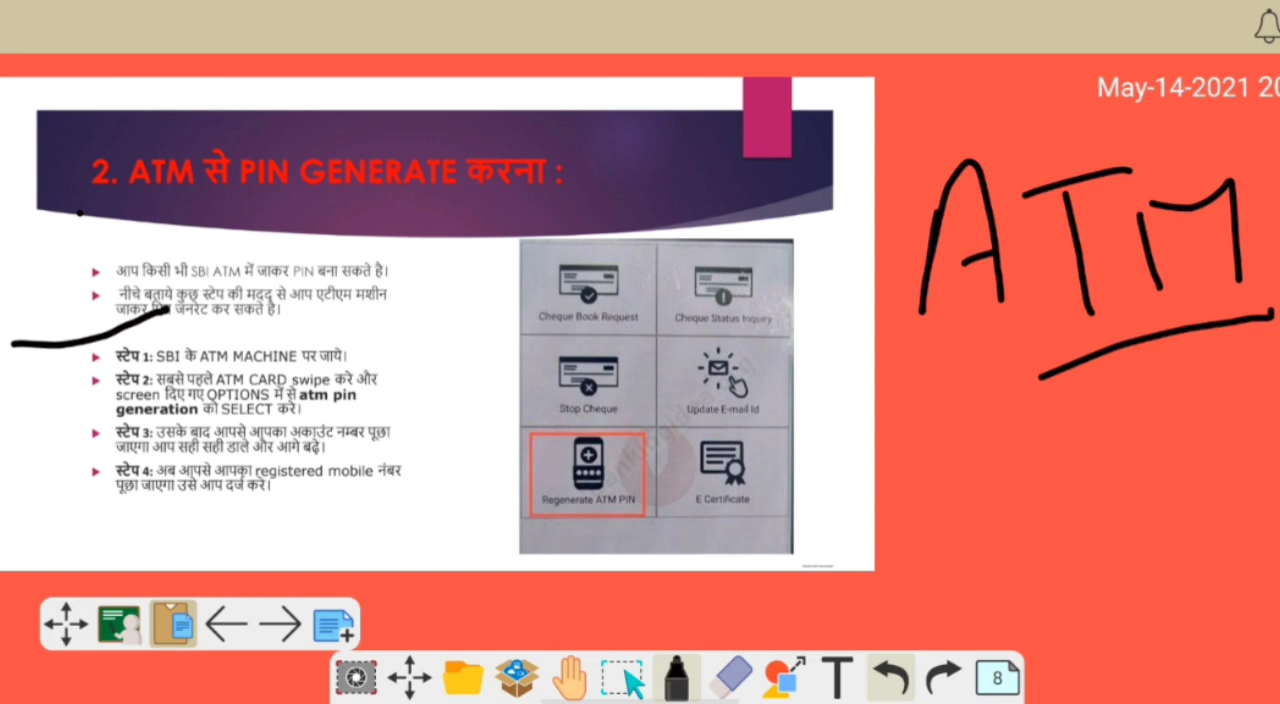 May-14-2021 20
2. ATM से PIN GENERATE करना :
ATM
आप किसी भी SBI ATM में जाकर PIN बना सकते है।
नीचे बताये कुछ स्टेप की मदद से आप एटीएम मशीन
जाकर जेनरेट कर सकते है।
स्टेप 1: SBI के ATM MACHINE पर जाये।
स्टेप 2: सबसे पहले ATM CARD swipe करे और
screen दिए गए OPTIONS में से atm pin
generation को SELECT करे।
स्टेप 3: उसके बाद आपसे आपका अकाउंट नम्बर पूछा
जाएगा आप सही सही डाले और आगे बढ़े।
स्टेप 4: अब आपसे आपका registered mobile नंबर
पूछा जाएगा उसे आप दर्ज करे।
Cheque Book Request
Cheque Status Inquiry
Stop Cheque
Update E-mail Id
Regenerate ATM PIN
E Certificate
T
8